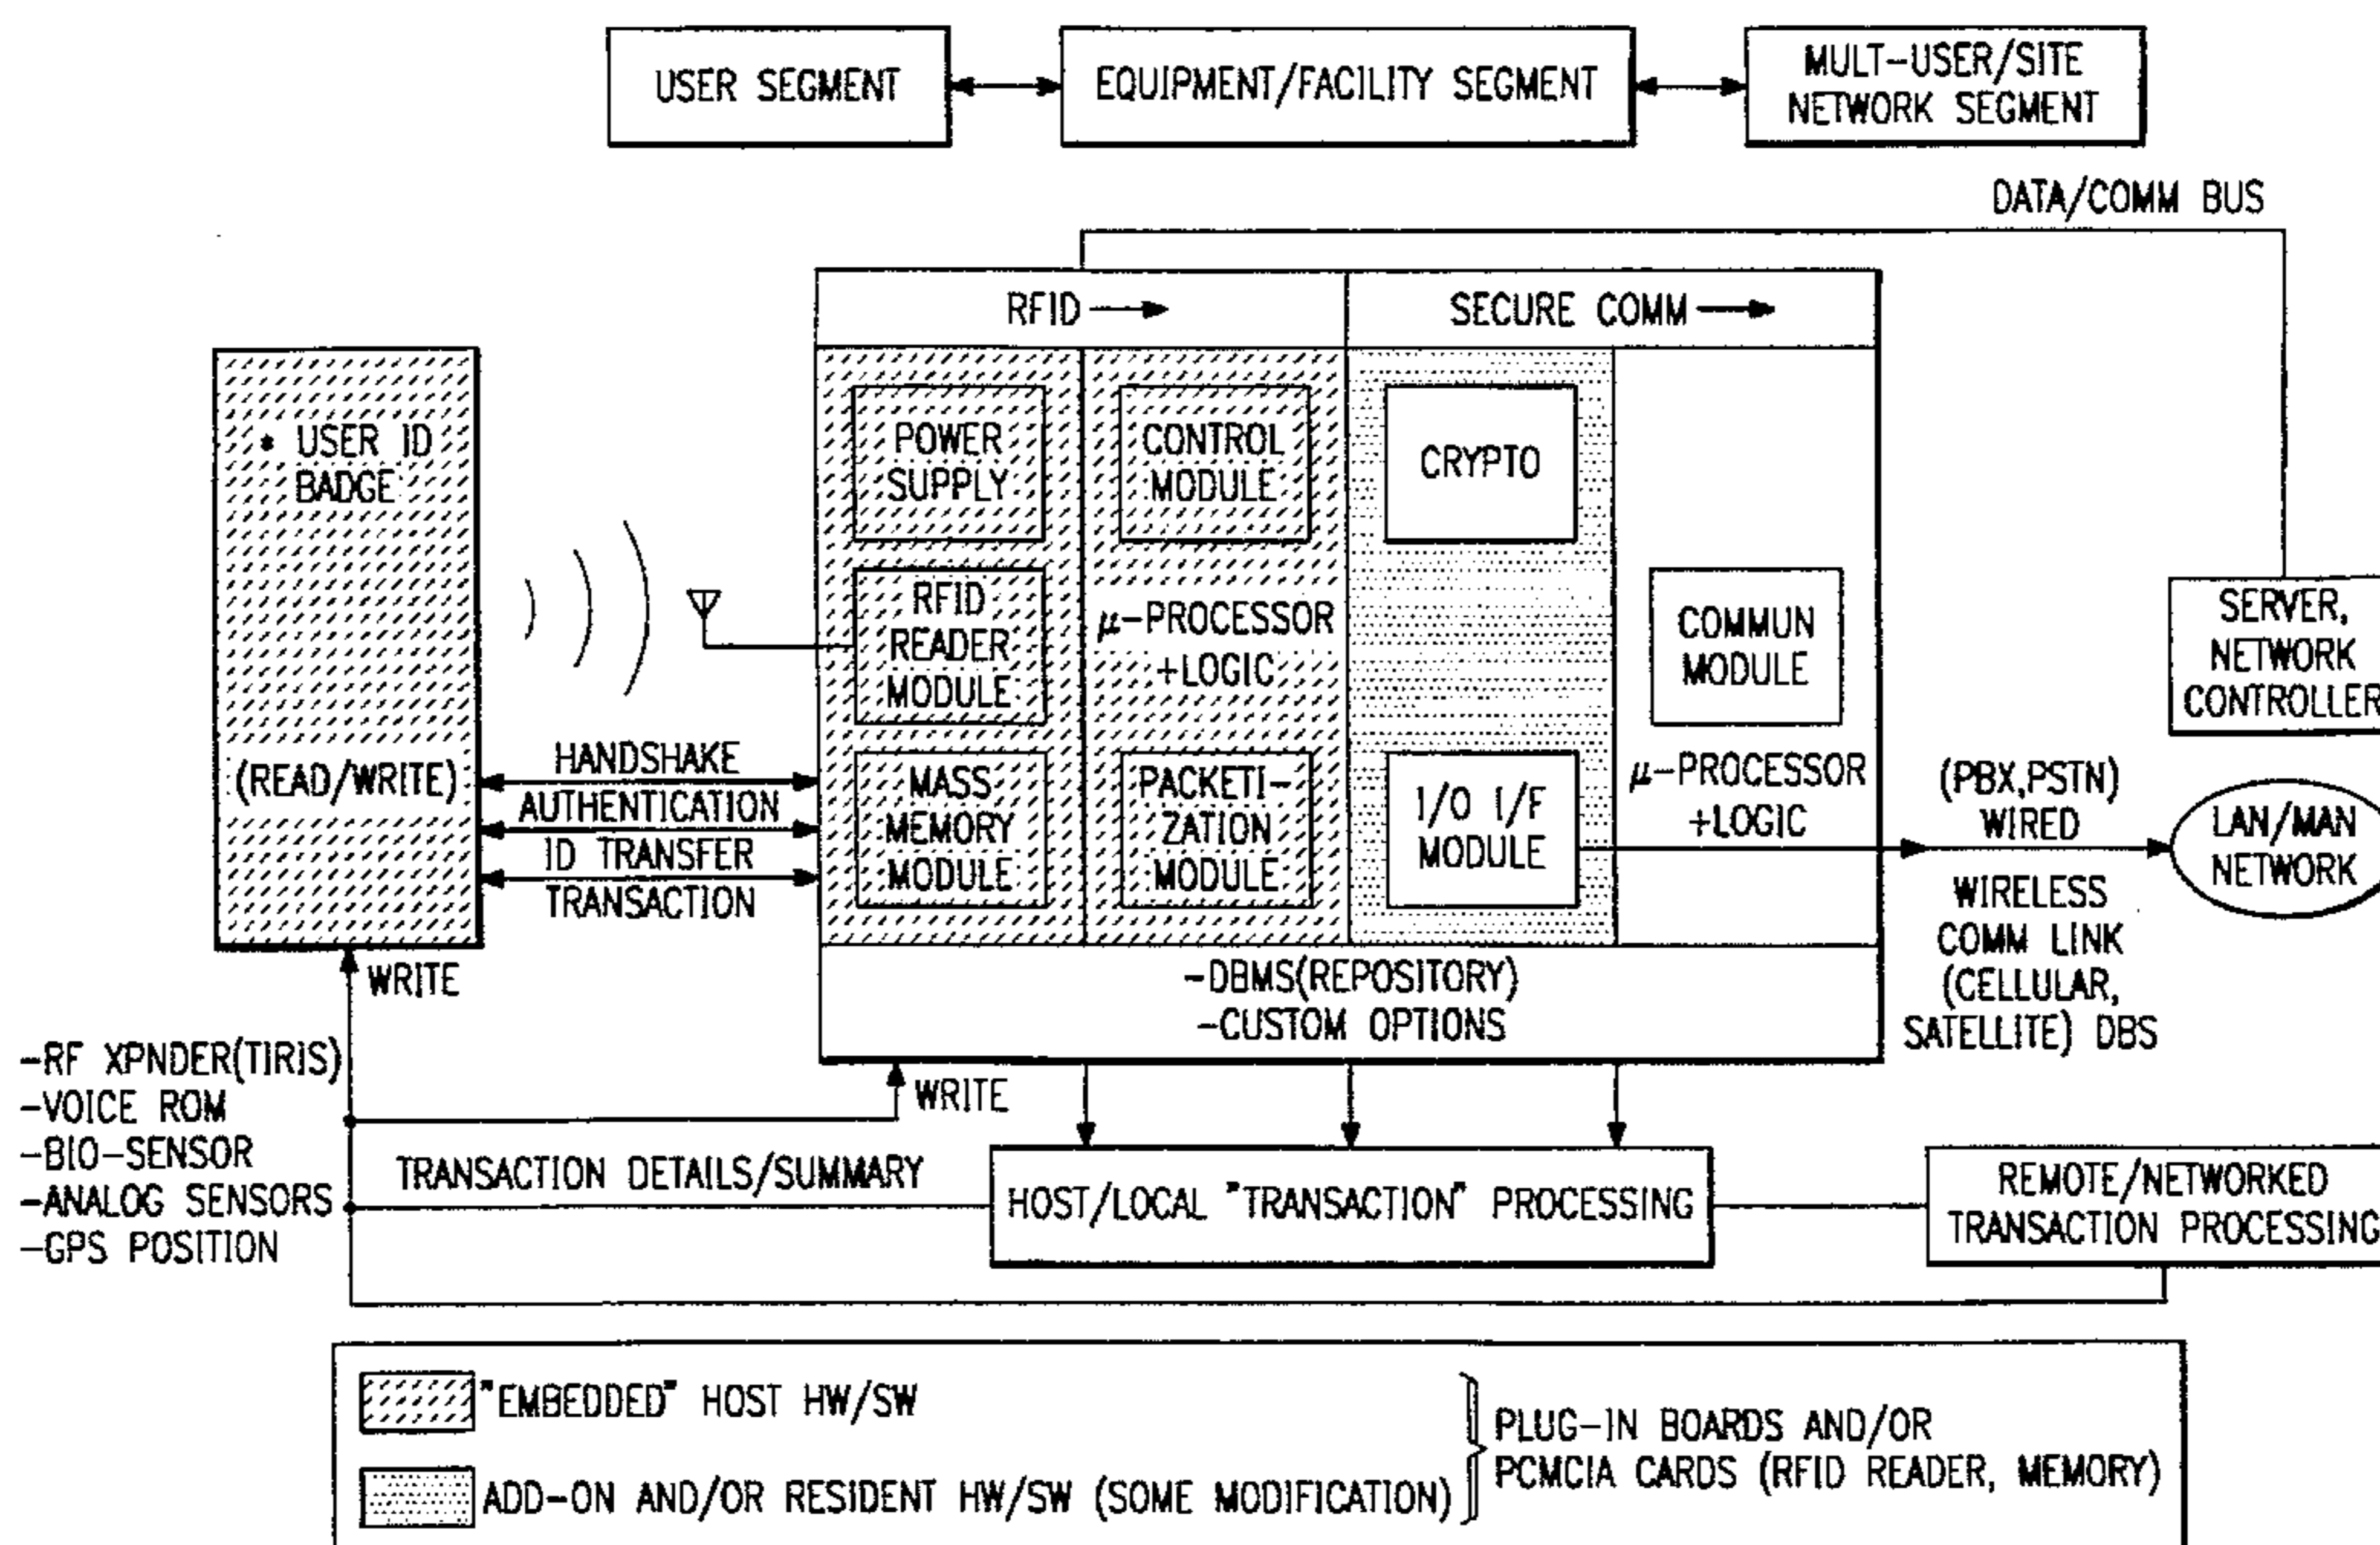 USER SEGMENT
EQUIPMENT/FACILITY SEGMENT
MULT-USER/SITE
NETWORK SEGMENT
DATA/COMM BUS
RFID
SECURE COMM
* USER ID
BADGE
(READ/WRITE)
POWER
SUPPLY
CONTROL
MODULE
CRYPTO
RFID
READER
MODULE
μ-PROCESSOR
+LOGIC
COMMUN
MODULE
SERVER,
NETWORK
CONTROLLER
HANDSHAKE
AUTHENTICATION
ID TRANSFER
TRANSACTION
MASS
MEMORY
MODULE
PACKETI-
ZATION
MODULE
I/O I/F
MODULE
μ-PROCESSOR
+LOGIC
(PBX,PSTN)
WIRED
LAN/MAN
NETWORK
WIRELESS
COMM LINK
(CELLULAR,
SATELLITE) DBS
WRITE
-DBMS(REPOSITORY)
-CUSTOM OPTIONS
-RF XPNDER(TIRIS)
-VOICE ROM
-BIO-SENSOR
-ANALOG SENSORS
-GPS POSITION
WRITE
TRANSACTION DETAILS/SUMMARY
HOST/LOCAL "TRANSACTION" PROCESSING
REMOTE/NETWORKED
TRANSACTION PROCESSING
"EMBEDDED" HOST HW/SW
ADD-ON AND/OR RESIDENT HW/SW (SOME MODIFICATION)
PLUG-IN BOARDS AND/OR
PCMCIA CARDS (RFID READER, MEMORY)